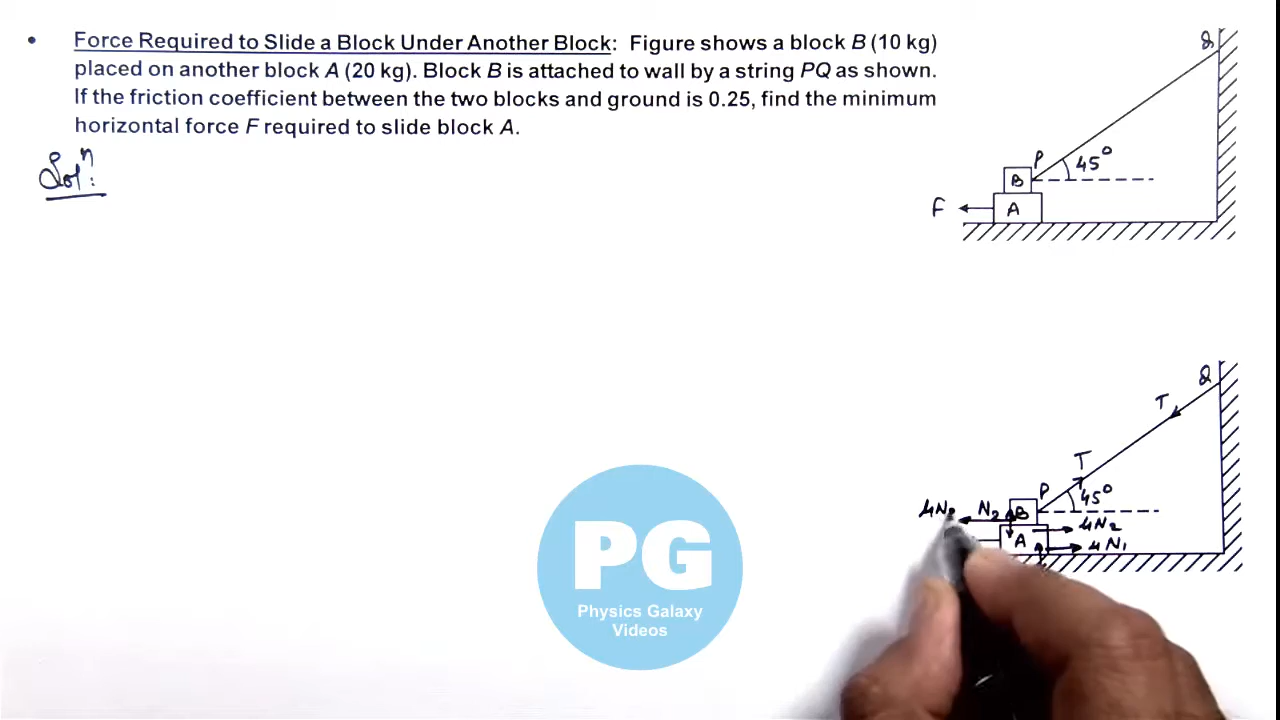 • Force Required to Slide a Block Under Another Block: Figure shows a block B (10 kg)
placed on another block A (20 kg). Block B is attached to wall by a string PQ as shown.
If the friction coefficient between the two blocks and ground is 0.25, find the minimum
horizontal force F required to slide block A.
Solⁿ:
Q
P
45°
B
F
A
Q
T
T
P
45°
μN
N₂
B
μN₂
A
μN₁
PG
Physics Galaxy
Videos